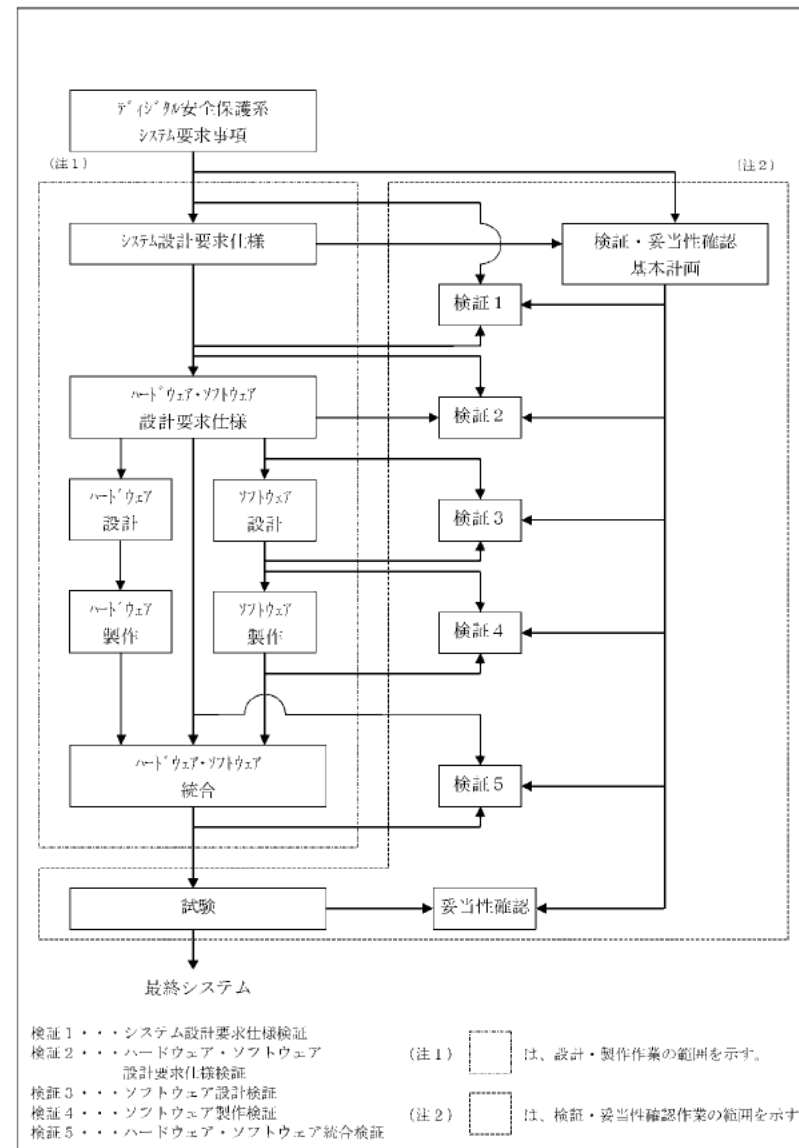 ﾃﾞｨｼﾞﾀﾙ安全保護系
ｼｽﾃﾑ要求事項
（注１）
（注２）
ｼｽﾃﾑ設計要求仕様
検証・妥当性確認
基本計画
検証１
ﾊｰﾄﾞｳｪｱ・ｿﾌﾄｳｪｱ
設計要求仕様
検証２
ﾊｰﾄﾞｳｪｱ
設計
ｿﾌﾄｳｪｱ
設計
検証３
ﾊｰﾄﾞｳｪｱ
製作
ｿﾌﾄｳｪｱ
製作
検証４
ﾊｰﾄﾞｳｪｱ・ｿﾌﾄｳｪｱ
統合
検証５
試験
妥当性確認
最終システム
検証１・・・システム設計要求仕様検証
検証２・・・ハードウェア・ソフトウェア
設計要求仕様検証
検証３・・・ソフトウェア設計検証
検証４・・・ソフトウェア製作検証
検証５・・・ハードウェア・ソフトウェア統合検証
（注１） は、設計・製作作業の範囲を示す。
（注２） は、検証・妥当性確認作業の範囲を示す